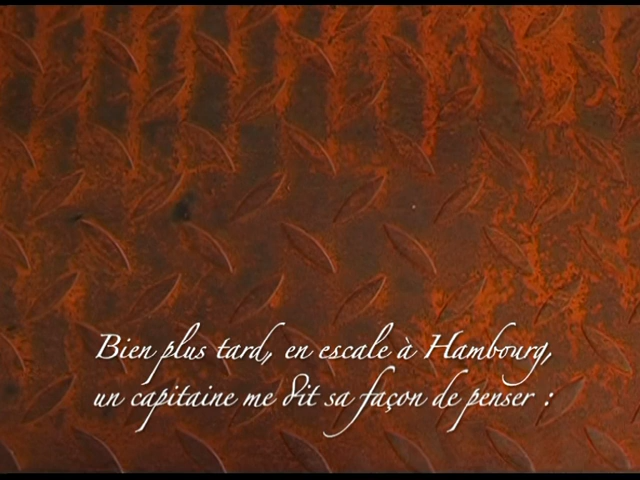 Bien plus tard, en escale à Hambourg,
un capitaine me dit sa façon de penser :